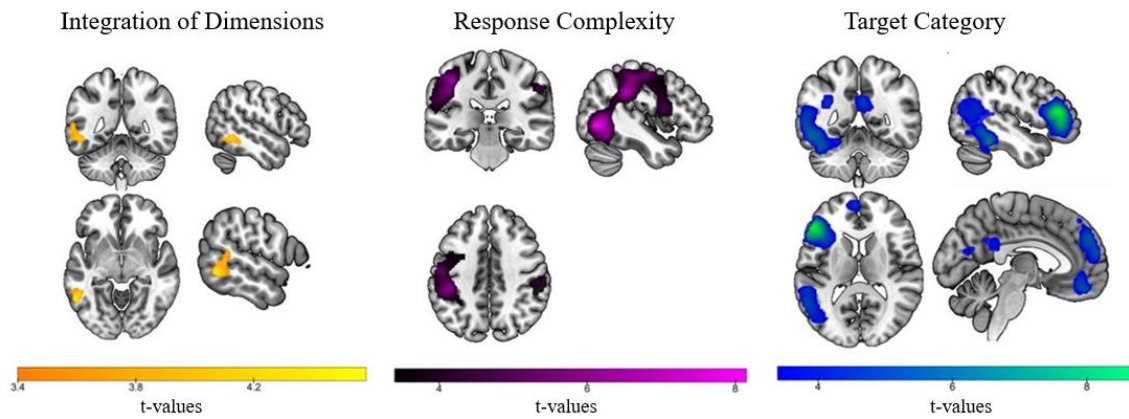 Integration of Dimensions
Response Complexity
Target Category
3.4 3.8 4.2
t-values
4 6 8
t-values
4 6 8
t-values